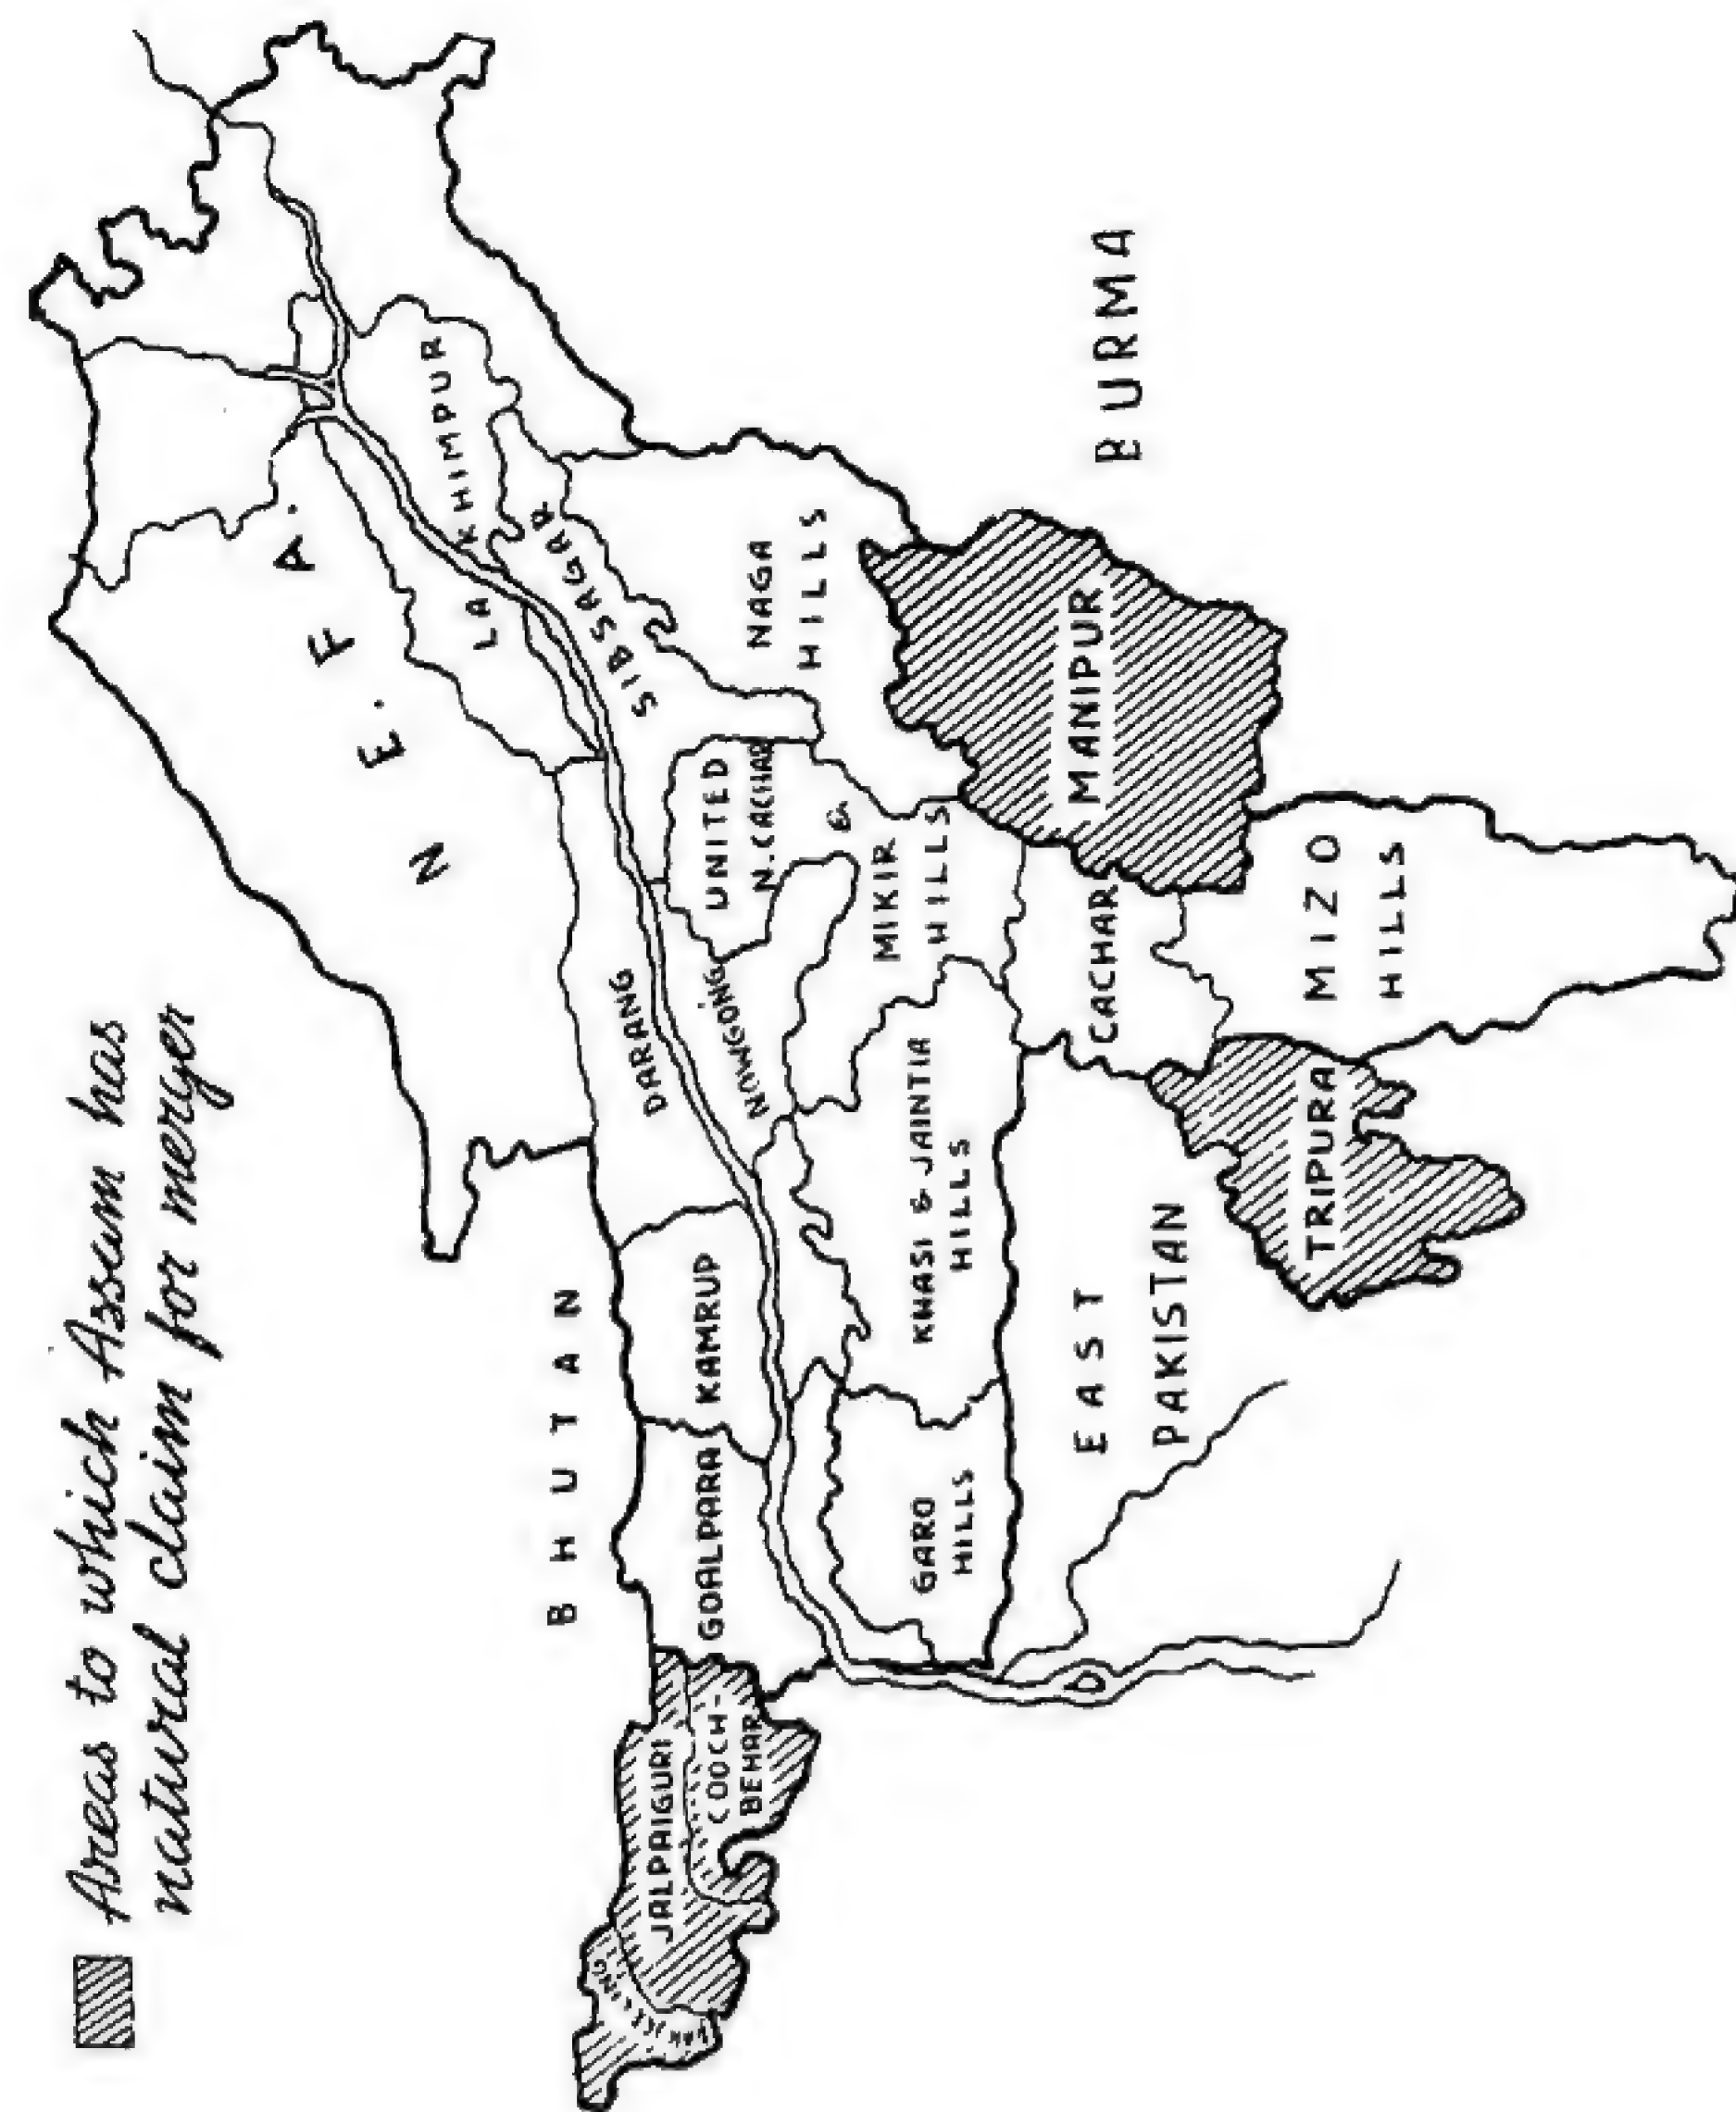 Areas to which Assam has
natural claim for merger
N. E. F. A.
LAKHIMPUR
SIBSAGAR
BHUTAN
DARANG
NOWGONG
UNITED
N. CACHAR
&
MIKIR
HILLS
NAGA
HILLS
BURMA
MANIPUR
CACHAR
MIZO
HILLS
TRIPURA
KHASI & JAINTIA
HILLS
EAST
PAKISTAN
GARO
HILLS
KAMRUP
GOALPARA
COOCH-
BEHAR
JALPAIGURI